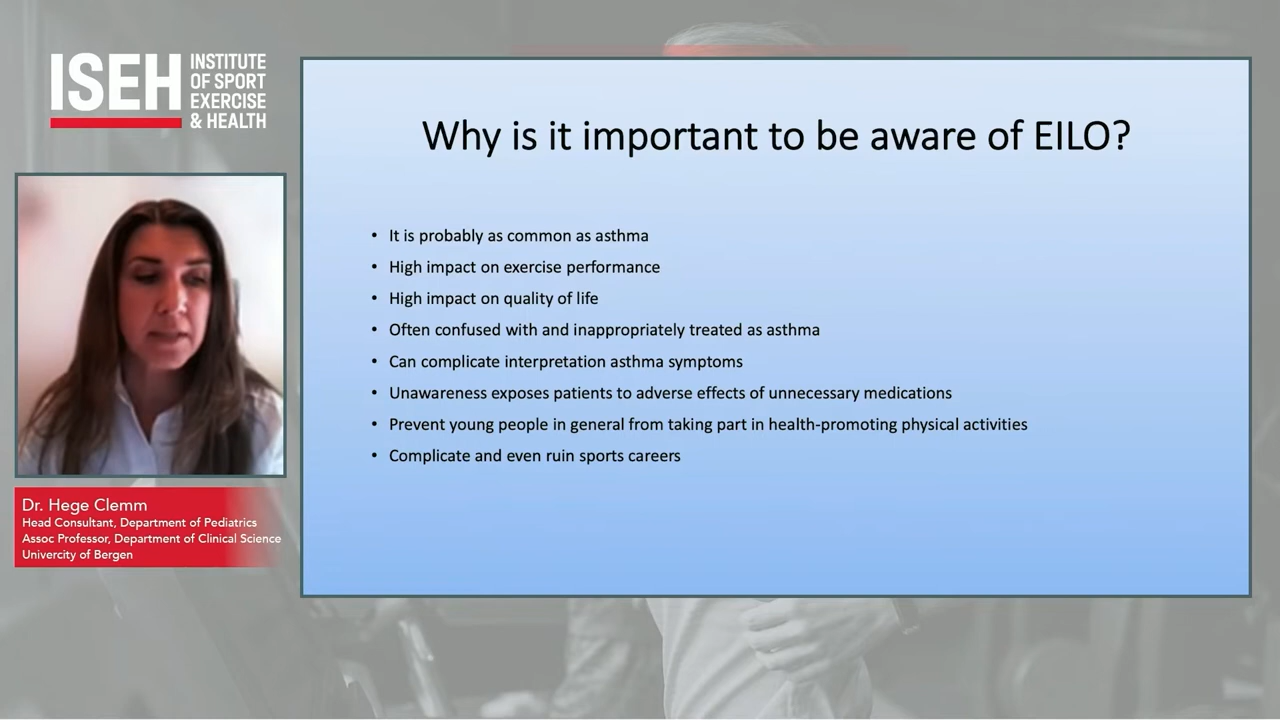 ISEH
INSTITUTE
OF SPORT
EXERCISE
& HEALTH
Why is it important to be aware of EILO?
• It is probably as common as asthma
• High impact on exercise performance
• High impact on quality of life
• Often confused with and inappropriately treated as asthma
• Can complicate interpretation asthma symptoms
• Unawareness exposes patients to adverse effects of unnecessary medications
• Prevent young people in general from taking part in health-promoting physical activities
• Complicate and even ruin sports careers
Dr. Hege Clemm
Head Consultant, Department of Pediatrics
Assoc Professor, Department of Clinical Science
Univercity of Bergen